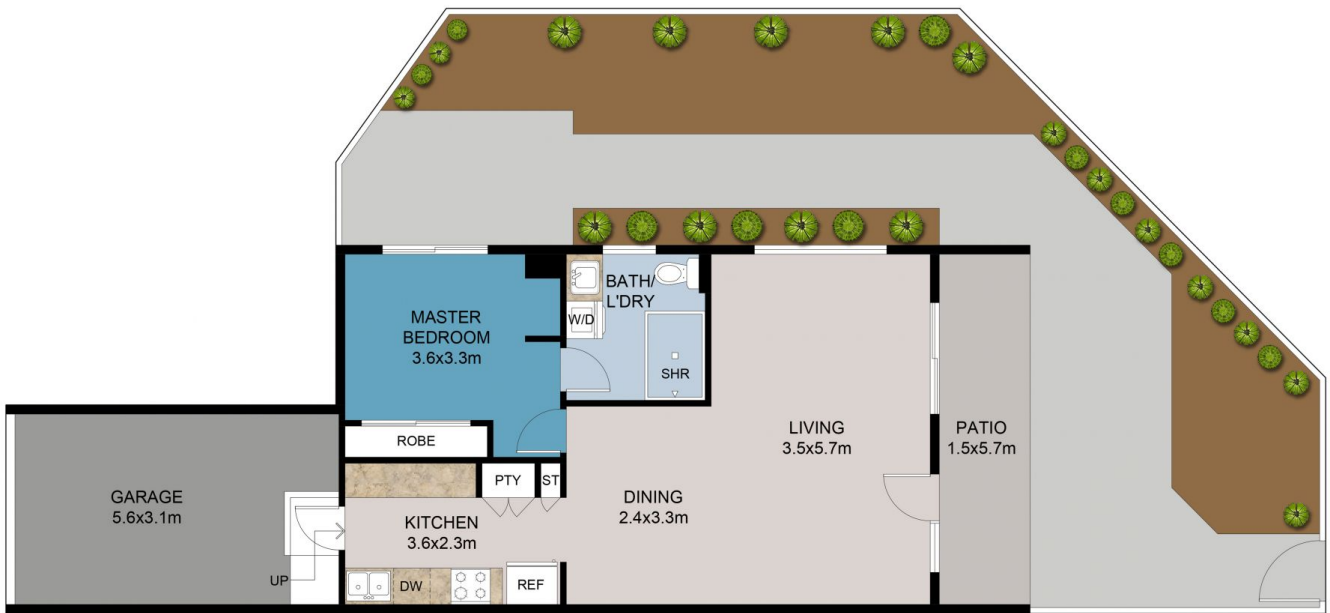 BATH/
L'DRY
W/D
SHR
MASTER
BEDROOM
3.6x3.3m
ROBE
LIVING
3.5x5.7m
PATIO
1.5x5.7m
PTY
ST
GARAGE
5.6x3.1m
DINING
2.4x3.3m
KITCHEN
3.6x2.3m
UP
DW
REF